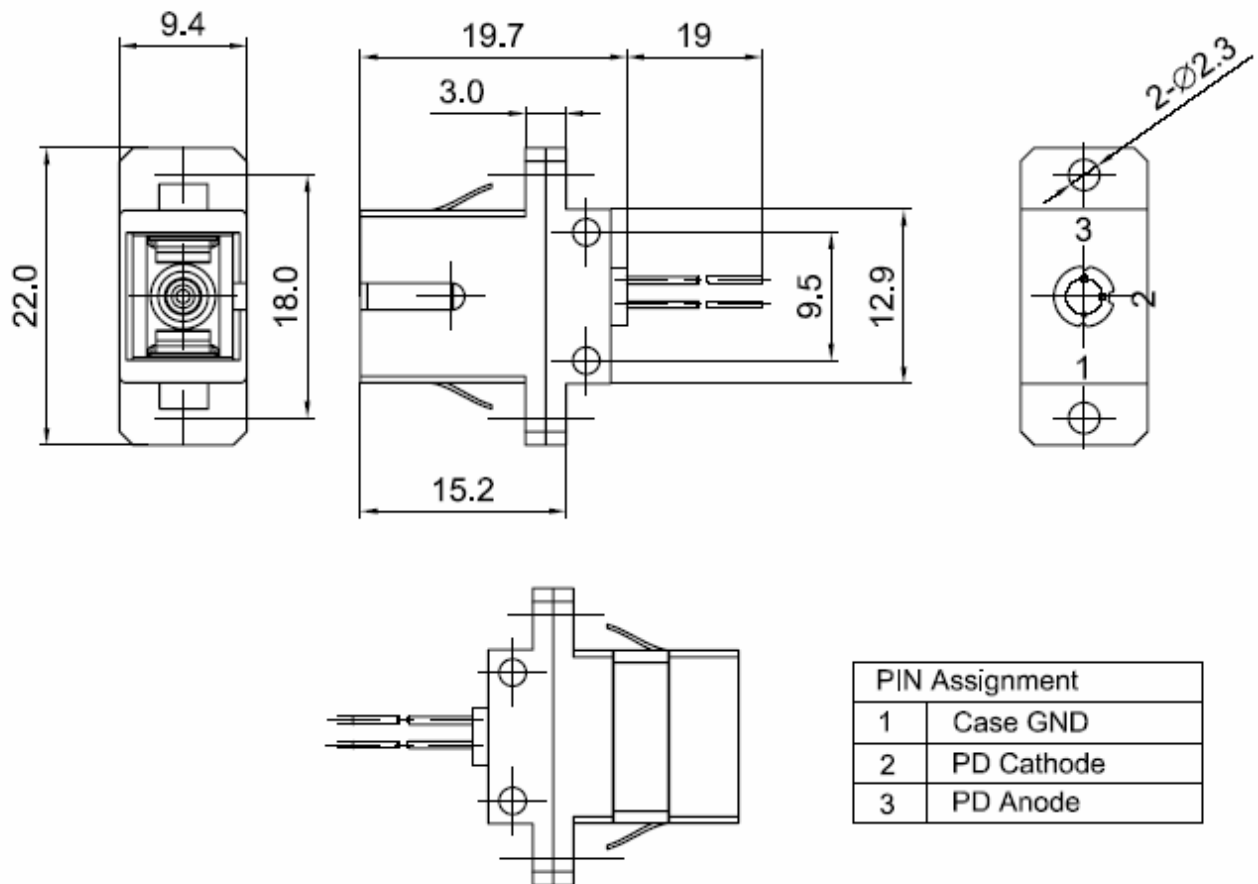 9.4
19.7
19
3.0
2-Ø2.3
22.0
18.0
9.5
12.9
3
2
1
15.2
PIN Assignment
1 Case GND
2 PD Cathode
3 PD Anode